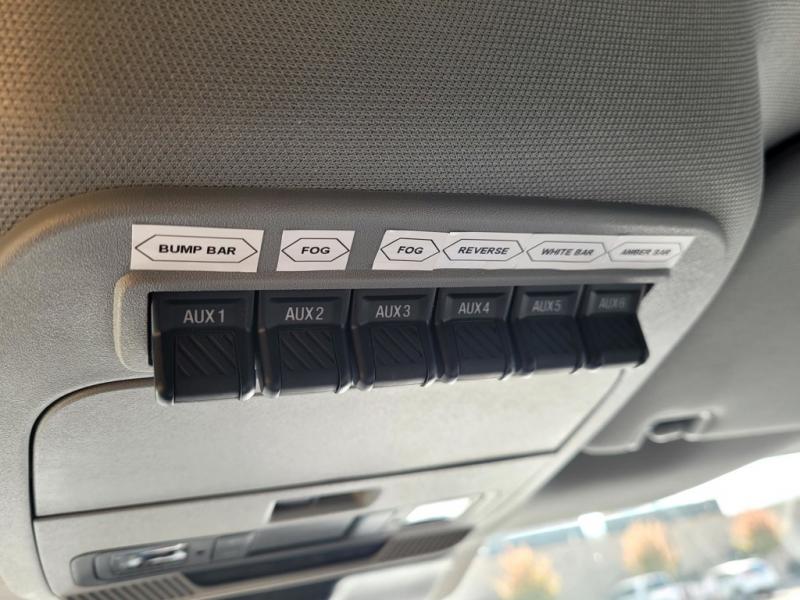 BUMP BAR
FOG
FOG
REVERSE
WHITE BAR
AMBER BAR
AUX 1
AUX 2
AUX 3
AUX 4
AUX 5
AUX 6